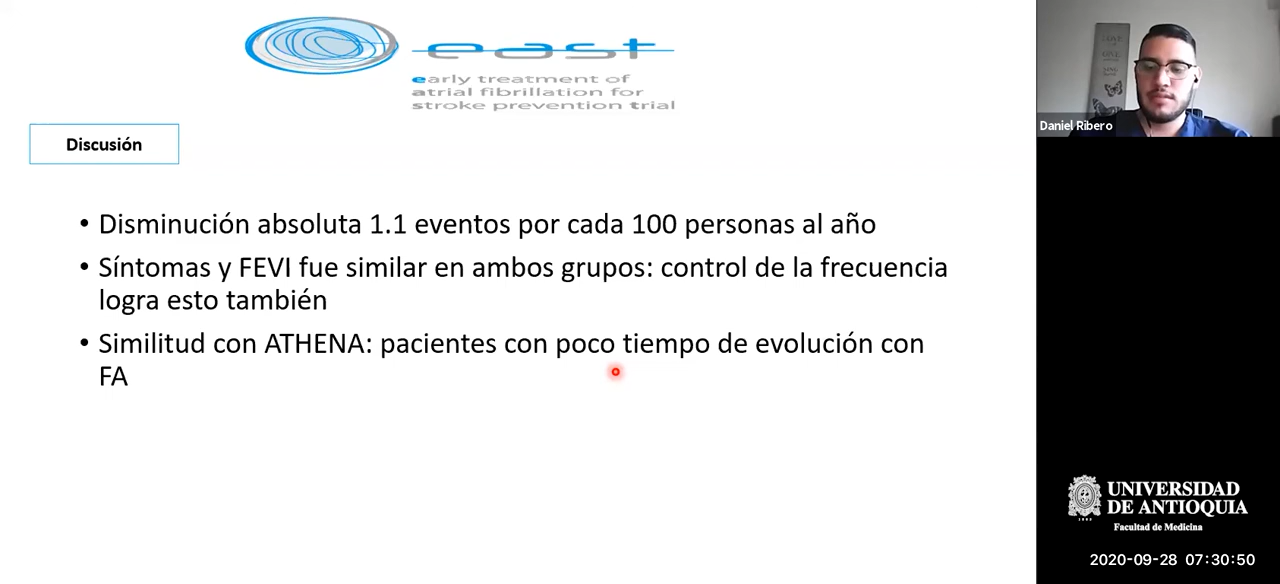 east
early treatment of
atrial fibrillation for
stroke prevention trial
Discusión
• Disminución absoluta 1.1 eventos por cada 100 personas al año
• Síntomas y FEVI fue similar en ambos grupos: control de la frecuencia
logra esto también
• Similitud con ATHENA: pacientes con poco tiempo de evolución con
FA
Daniel Ribero
UNIVERSIDAD
DE ANTIOQUIA
Facultad de Medicina
2020-09-28 07:30:50